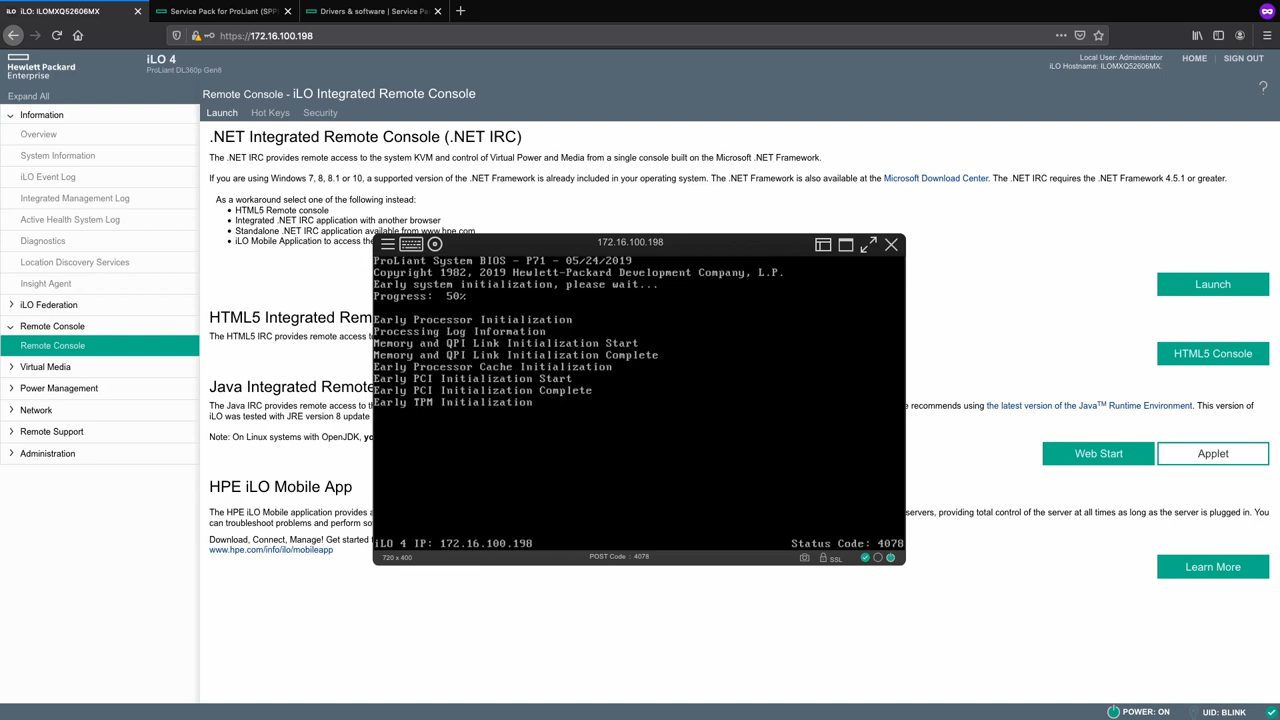 iLO: ILOMXQ52606MX
Service Pack for ProLiant (SPP)
Drivers & software | Service Pa
https://172.16.100.198
Hewlett Packard
Enterprise
iLO 4
ProLiant DL360p Gen8
Local User: Administrator
iLO Hostname: ILOMXQ52606MX.
HOME
SIGN OUT
Expand All
Information
Overview
System Information
iLO Event Log
Integrated Management Log
Active Health System Log
Diagnostics
Location Discovery Services
Insight Agent
iLO Federation
Remote Console
Remote Console
Virtual Media
Power Management
Network
Remote Support
Administration
Remote Console - iLO Integrated Remote Console
?
Launch Hot Keys Security
.NET Integrated Remote Console (.NET IRC)
The .NET IRC provides remote access to the system KVM and control of Virtual Power and Media from a single console built on the Microsoft .NET Framework.
If you are using Windows 7, 8, 8.1 or 10, a supported version of the .NET Framework is already included in your operating system. The .NET Framework is also available at the Microsoft Download Center. The .NET IRC requires the .NET Framework 4.5.1 or greater.
As a workaround select one of the following instead:
HTML5 Remote console
Integrated .NET IRC application with another browser
Standalone .NET IRC application available from www.hpe.com
iLO Mobile Application to access the
Launch
HTML5 Integrated Rem
The HTML5 IRC provides remote access t
HTML5 Console
Java Integrated Remote
The Java IRC provides remote access to t
e recommends using the latest version of the Java™ Runtime Environment. This version of
iLO was tested with JRE version 8 update
Note: On Linux systems with OpenJDK, yo
Web Start
Applet
HPE iLO Mobile App
The HPE iLO Mobile application provides a
servers, providing total control of the server at all times as long as the server is plugged in. You
can troubleshoot problems and perform so
Download, Connect, Manage! Get started
www.hpe.com/info/ilo/mobileapp
Learn More
172.16.100.198
ProLiant System BIOS - P71 - 05/24/2019
Copyright 1982, 2019 Hewlett-Packard Development Company, L.P.
Early system initialization, please wait...
Progress: 50%
Early Processor Initialization
Processing Log Information
Memory and QPI Link Initialization Start
Memory and QPI Link Initialization Complete
Early Processor Cache Initialization
Early PCI Initialization Start
Early PCI Initialization Complete
Early TPM Initialization
iLO 4 IP: 172.16.100.198
Status Code: 4078
720 x 400
POST Code : 4078
SSL
POWER: ON
UID: BLINK